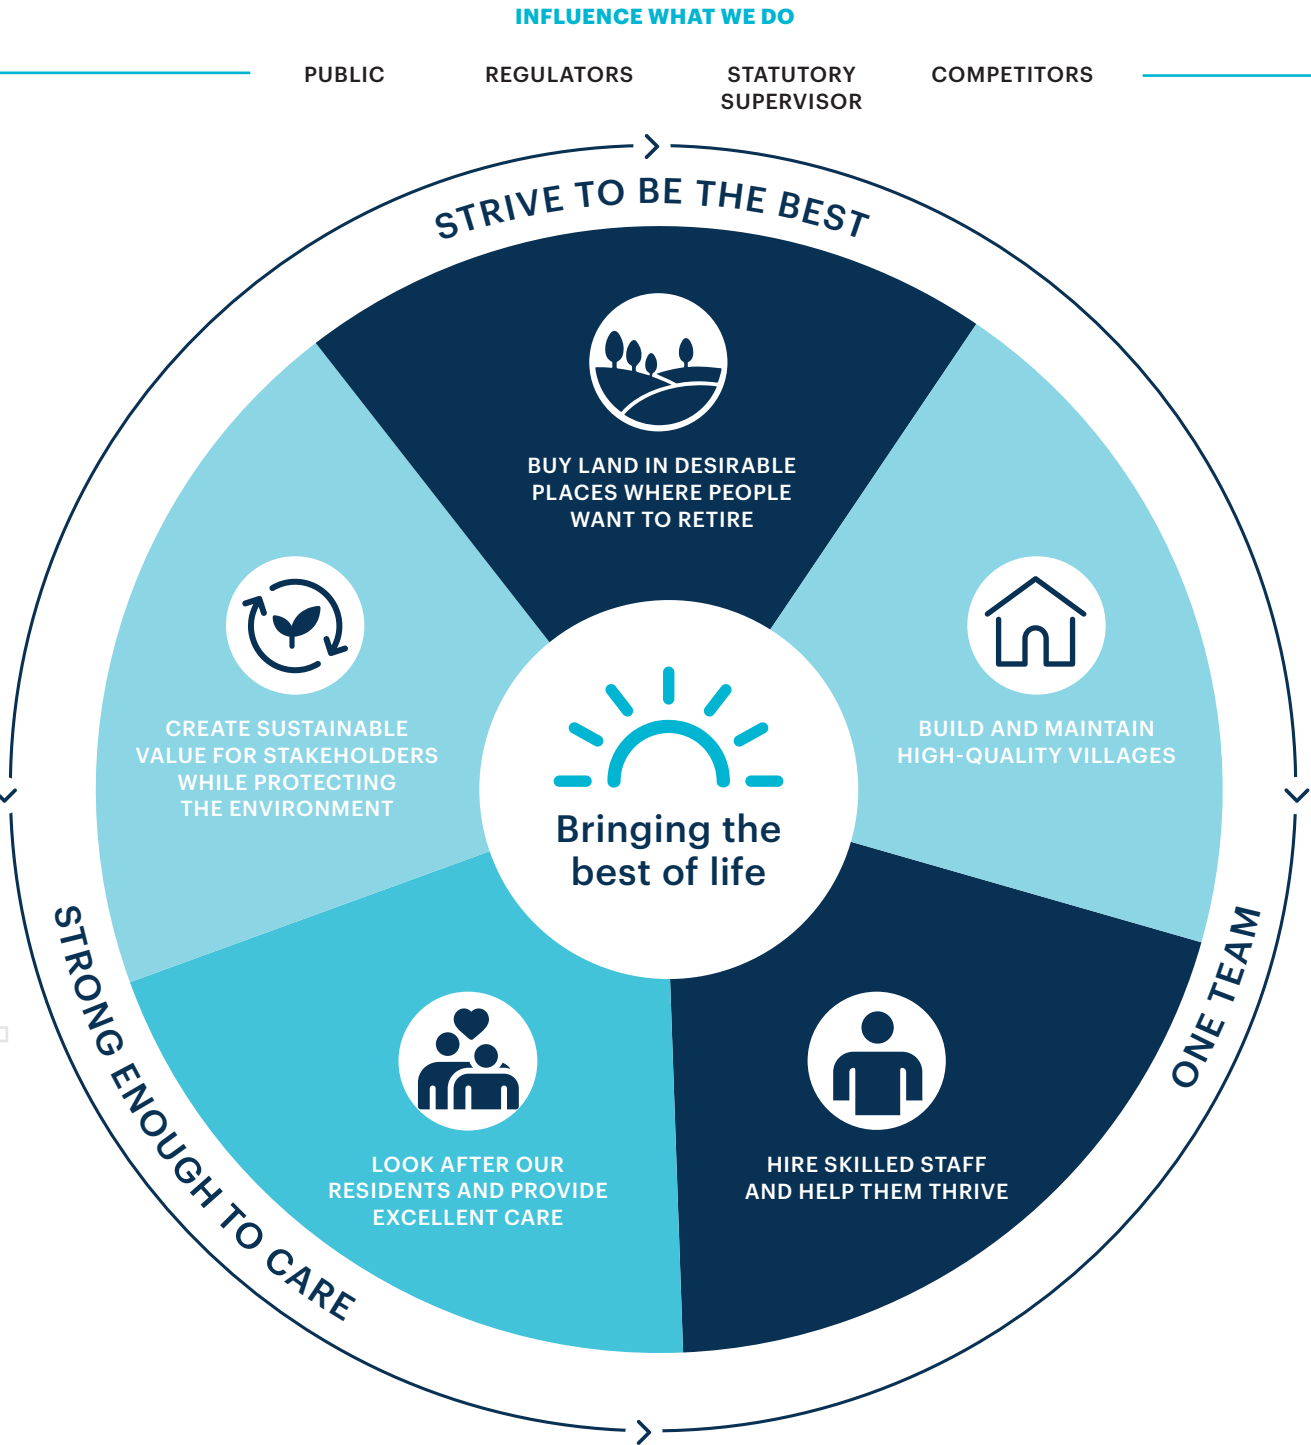 INFLUENCE WHAT WE DO
PUBLIC
REGULATORS
STATUTORY
SUPERVISOR
COMPETITORS
STRIVE TO BE THE BEST
BUY LAND IN DESIRABLE
PLACES WHERE PEOPLE
WANT TO RETIRE
CREATE SUSTAINABLE
VALUE FOR STAKEHOLDERS
WHILE PROTECTING
THE ENVIRONMENT
BUILD AND MAINTAIN
HIGH-QUALITY VILLAGES
Bringing the
best of life
STRONG ENOUGH TO CARE
ONE TEAM
LOOK AFTER OUR
RESIDENTS AND PROVIDE
EXCELLENT CARE
HIRE SKILLED STAFF
AND HELP THEM THRIVE